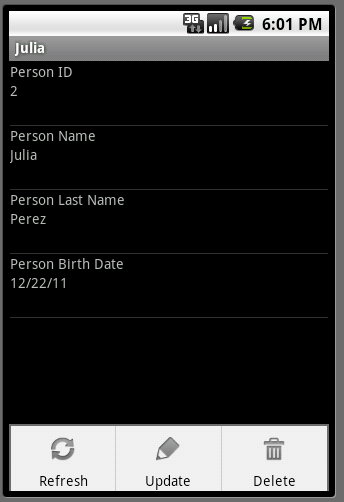 3G 6:01 PM
Julia
Person ID
2
Person Name
Julia
Person Last Name
Perez
Person Birth Date
12/22/11
Refresh Update Delete